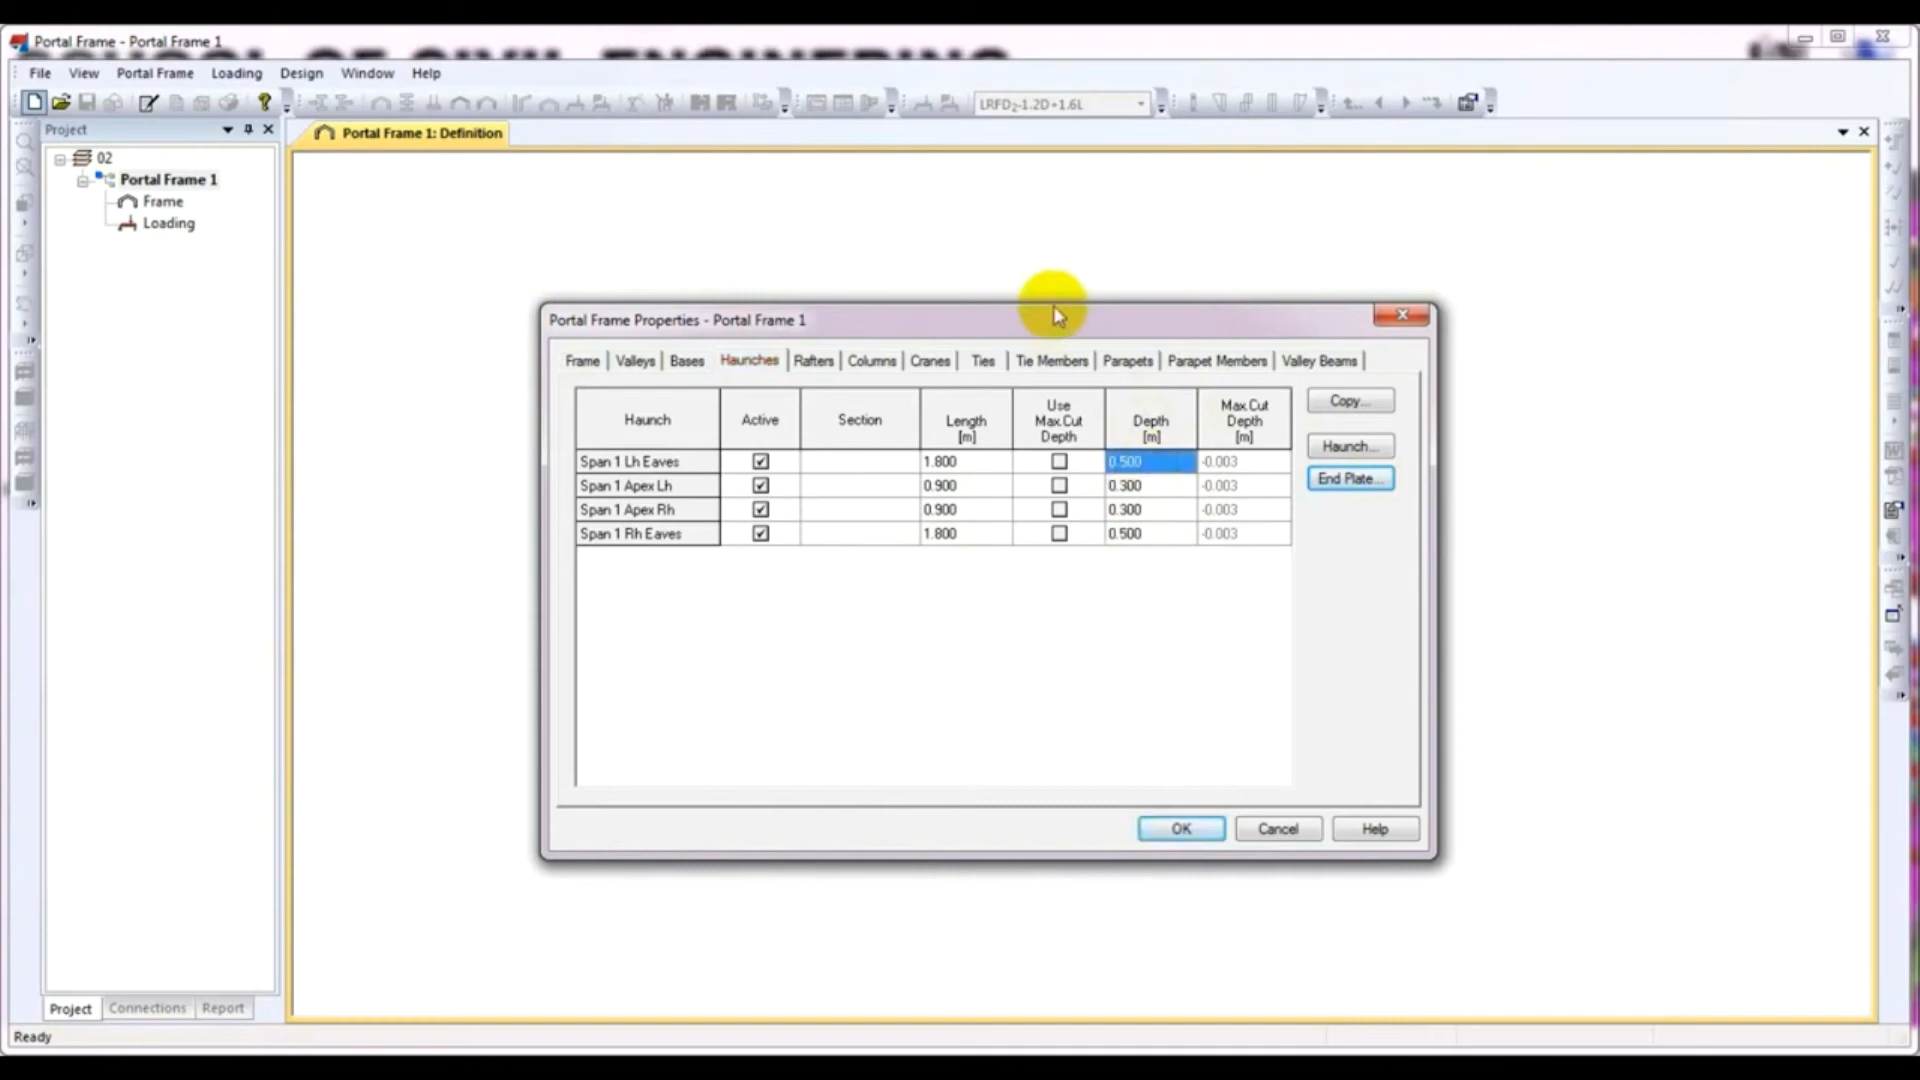 Portal Frame - Portal Frame 1
File View Portal Frame Loading Design Window Help
LRFD2-1.2D+1.6L
Project
Portal Frame 1: Definition
02
Portal Frame 1
Frame
Loading
Portal Frame Properties - Portal Frame 1
Frame Valleys Bases Haunches Rafters Columns Cranes Ties Tie Members Parapets Parapet Members Valley Beams
Haunch Active Section Length [m] Use Max.Cut Depth Depth [m] Max.Cut Depth [m]
Span 1 Lh Eaves 1.800 0.500 -0.003
Span 1 Apex Lh 0.900 0.300 -0.003
Span 1 Apex Rh 0.900 0.300 -0.003
Span 1 Rh Eaves 1.800 0.500 -0.003
Copy...
Haunch...
End Plate...
OK Cancel Help
Project Connections Report
Ready